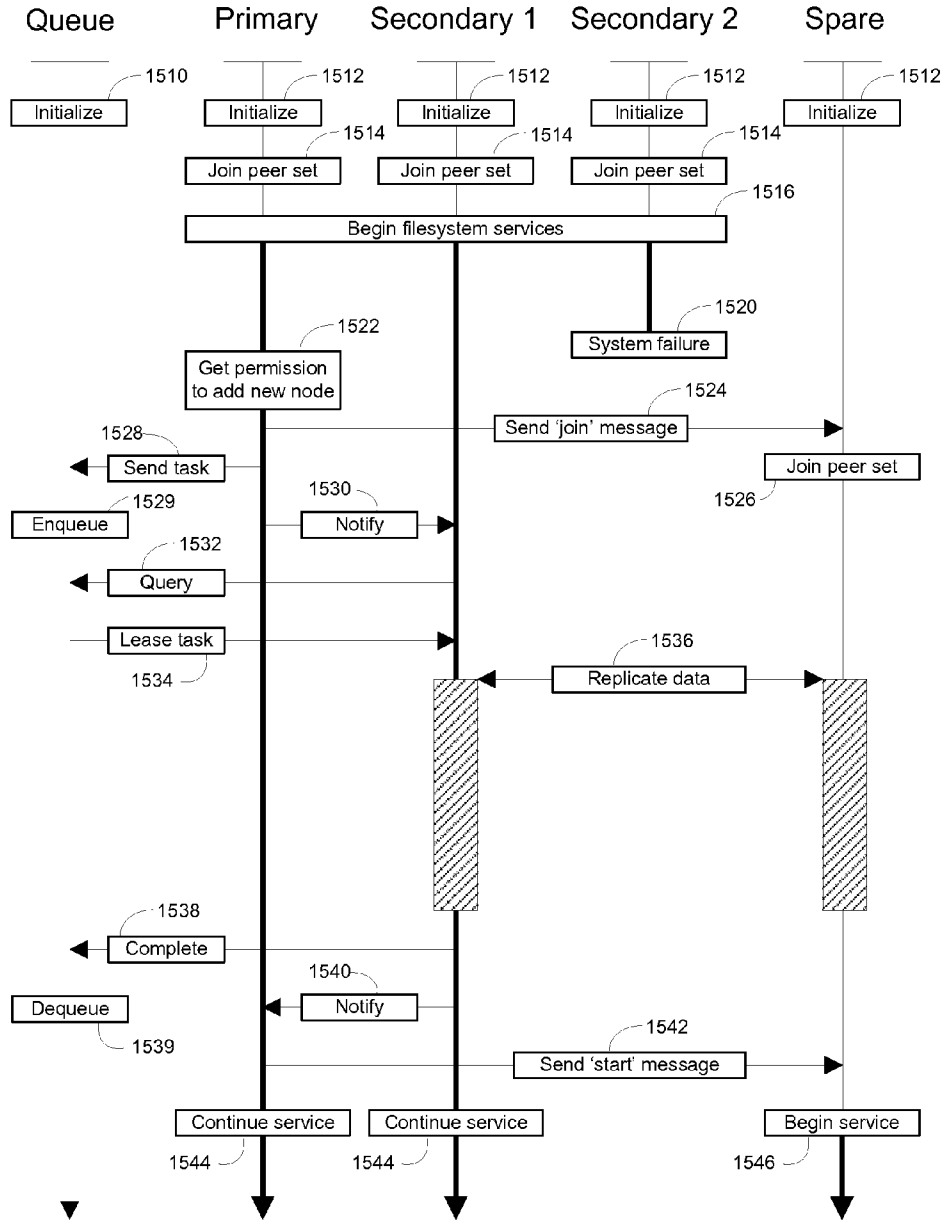 Queue Primary Secondary 1 Secondary 2 Spare
1510 1512 1512 1512 1512
Initialize Initialize Initialize Initialize Initialize
1514 1514 1514
Join peer set Join peer set Join peer set
1516
Begin filesystem services
1520
1522
System failure
Get permission
to add new node
1524
Send 'join' message
1528
Send task
Join peer set
1526
1529
1530
Enqueue
Notify
1532
Query
Lease task
1534
1536
Replicate data
1538
Complete
1540
Dequeue
Notify
1539
1542
Send 'start' message
Continue service Continue service Begin service
1544 1544 1546